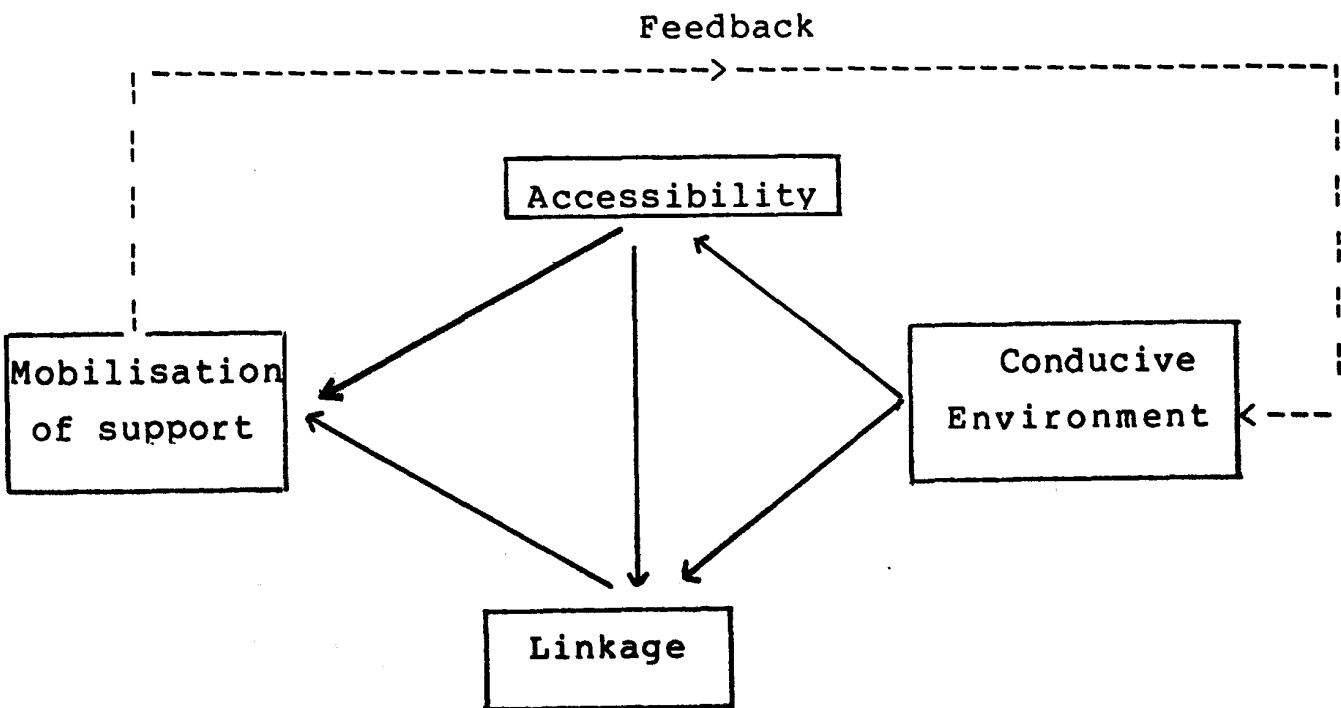 Feedback
Accessibility
Mobilisation
of support
Conducive
Environment
Linkage